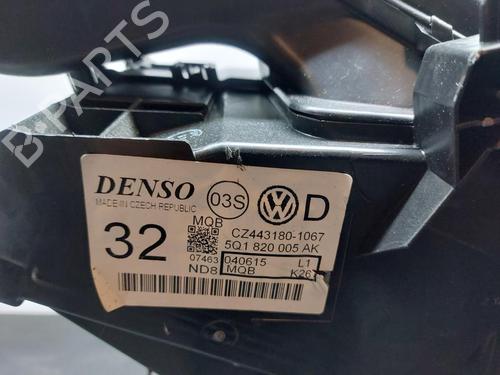 B PARTS
DENSO
MADE IN CZECH REPUBLIC
03S
D
MQB
32
CZ443180-1067
5Q1 820 005 AK
07463
040615 L1
ND8
MQB K26